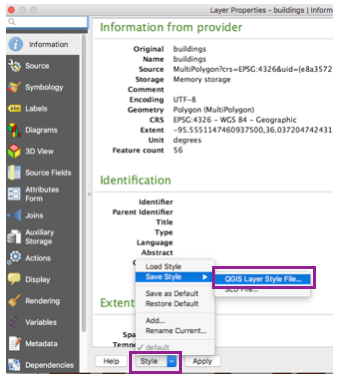 Layer Properties - buildings | Inform
Information
Source
Symbology
Labels
Diagrams
3D View
Source Fields
Attributes
Form
Joins
Auxiliary
Storage
Actions
Display
Rendering
Variables
Metadata
Dependencies
Information from provider
Original buildings
Name buildings
Source MultiPolygon?crs=EPSG:4326&uid={e8a3572
Storage Memory storage
Comment
Encoding UTF-8
Geometry Polygon (MultiPolygon)
CRS EPSG:4326 - WGS 84 - Geographic
Extent -95.5551147460937500,36.037204742431
Unit degrees
Feature count 56
Identification
Identifier
Parent Identifier
Title
Type
Language
Abstract
Load Style
Save Style
QGIS Layer Style File...
SLD File...
Save as Default
Restore Default
Add...
Rename Current...
✓ default
Extent
Spa
Tempo
Help
Style
Apply